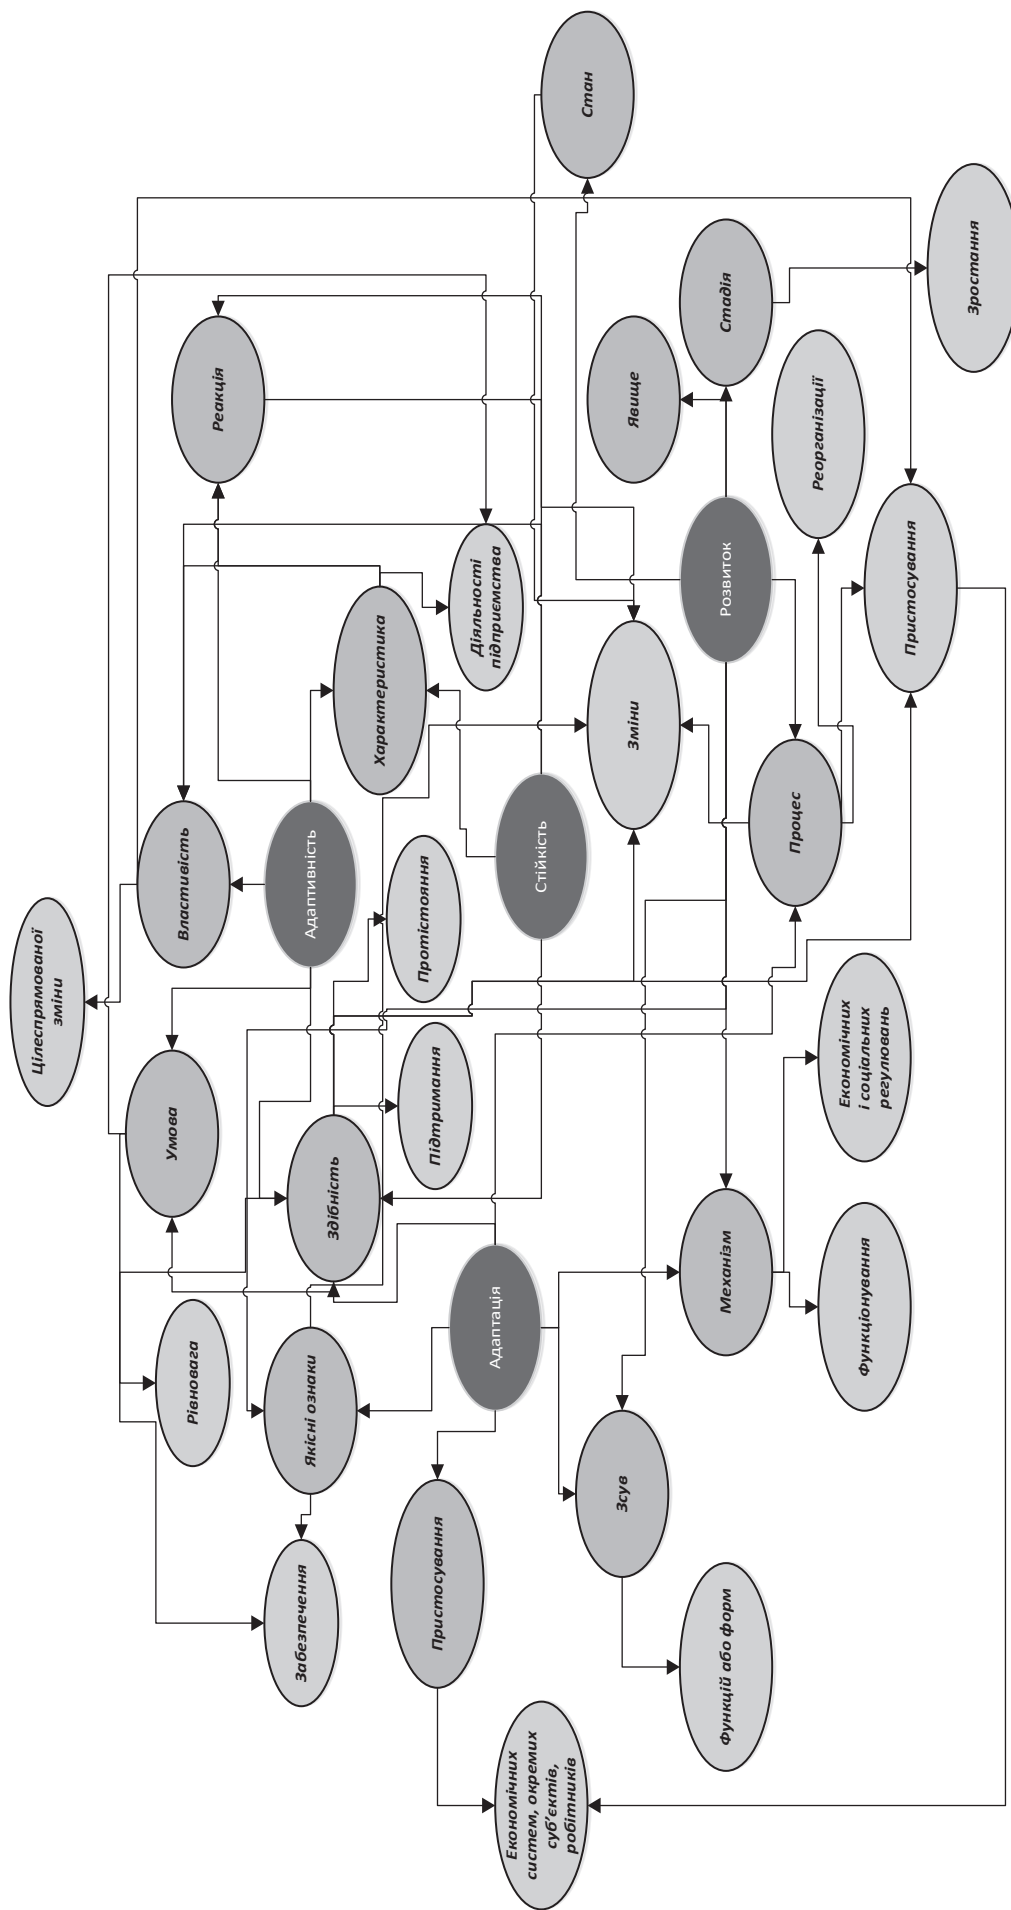 Стан
Зростання
Стадія
Явище
Реакція
Реорганізації
Пристосування
Розвиток
Діяльності
підприємства
Характеристика
Зміни
Процес
Стійкість
Адаптивність
Властивість
Протистояння
Цілеспрямованої
зміни
Умова
Підтримання
Здібність
Економічних
і соціальних
регулювань
Механізм
Функціонування
Адаптація
Рівновага
Якісні ознаки
Зсув
Пристосування
Забезпечення
Функцій або форм
Економічних
систем, окремих
суб’єктів,
робітників